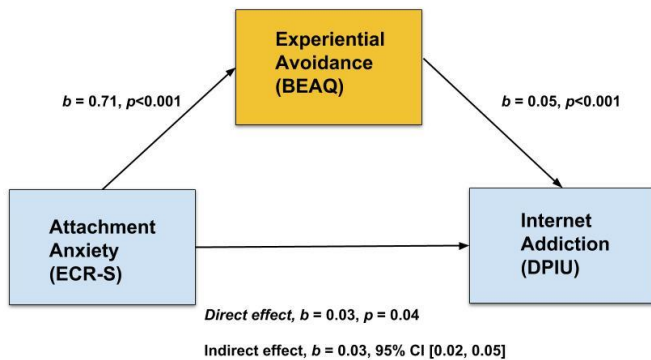 Experiential
Avoidance
(BEAQ)
b = 0.71, p<0.001
b = 0.05, p<0.001
Attachment
Anxiety
(ECR-S)
Internet
Addiction
(DPIU)
Direct effect, b = 0.03, p = 0.04
Indirect effect, b = 0.03, 95% CI [0.02, 0.05]